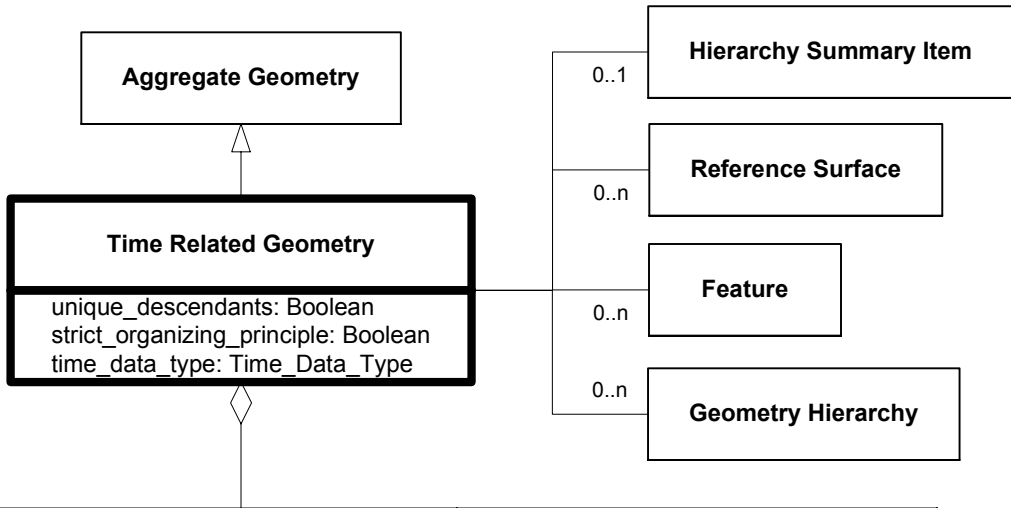 Aggregate Geometry
Time Related Geometry
unique_descendants: Boolean
strict_organizing_principle: Boolean
time_data_type: Time_Data_Type
Hierarchy Summary Item
0..1
Reference Surface
0..n
Feature
0..n
Geometry Hierarchy
0..n